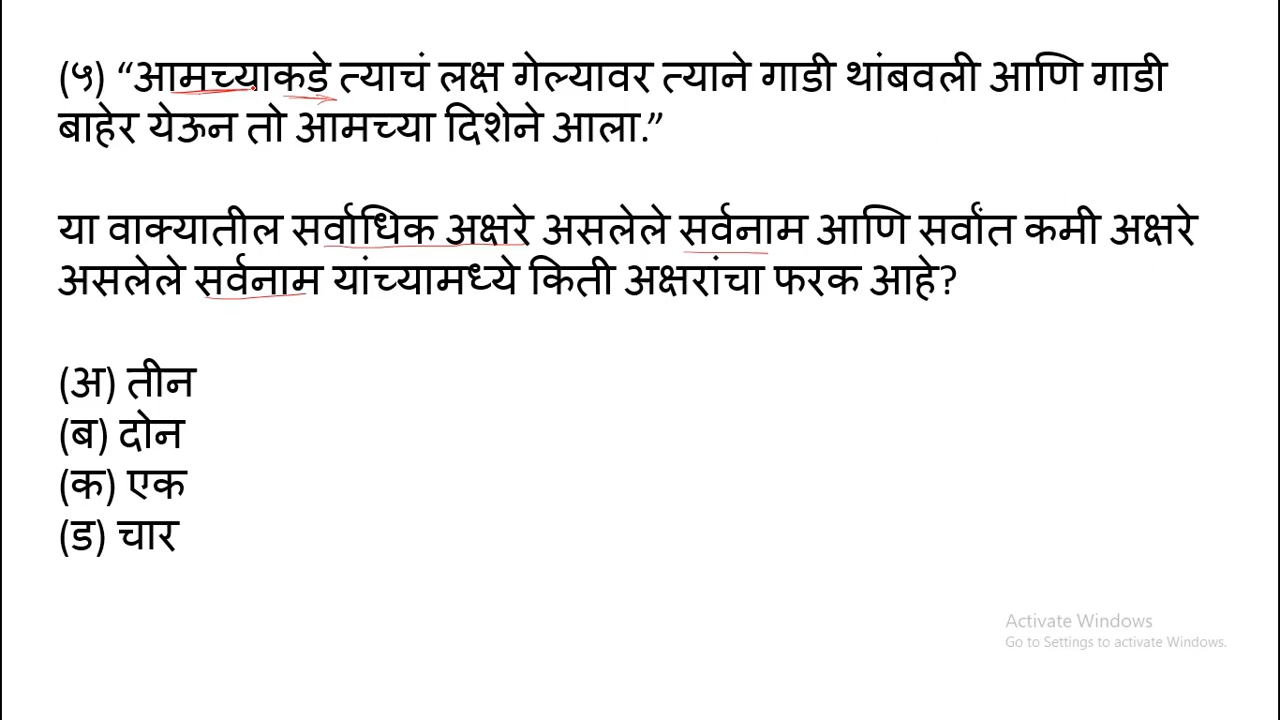 (५) “आमच्याकडे त्याचं लक्ष गेल्यावर त्याने गाडी थांबवली आणि गाडी
बाहेर येऊन तो आमच्या दिशेने आला.”
या वाक्यातील सर्वाधिक अक्षरे असलेले सर्वनाम आणि सर्वांत कमी अक्षरे
असलेले सर्वनाम यांच्यामध्ये किती अक्षरांचा फरक आहे?
(अ) तीन
(ब) दोन
(क) एक
(ड) चार
Activate Windows
Go to Settings to activate Windows.